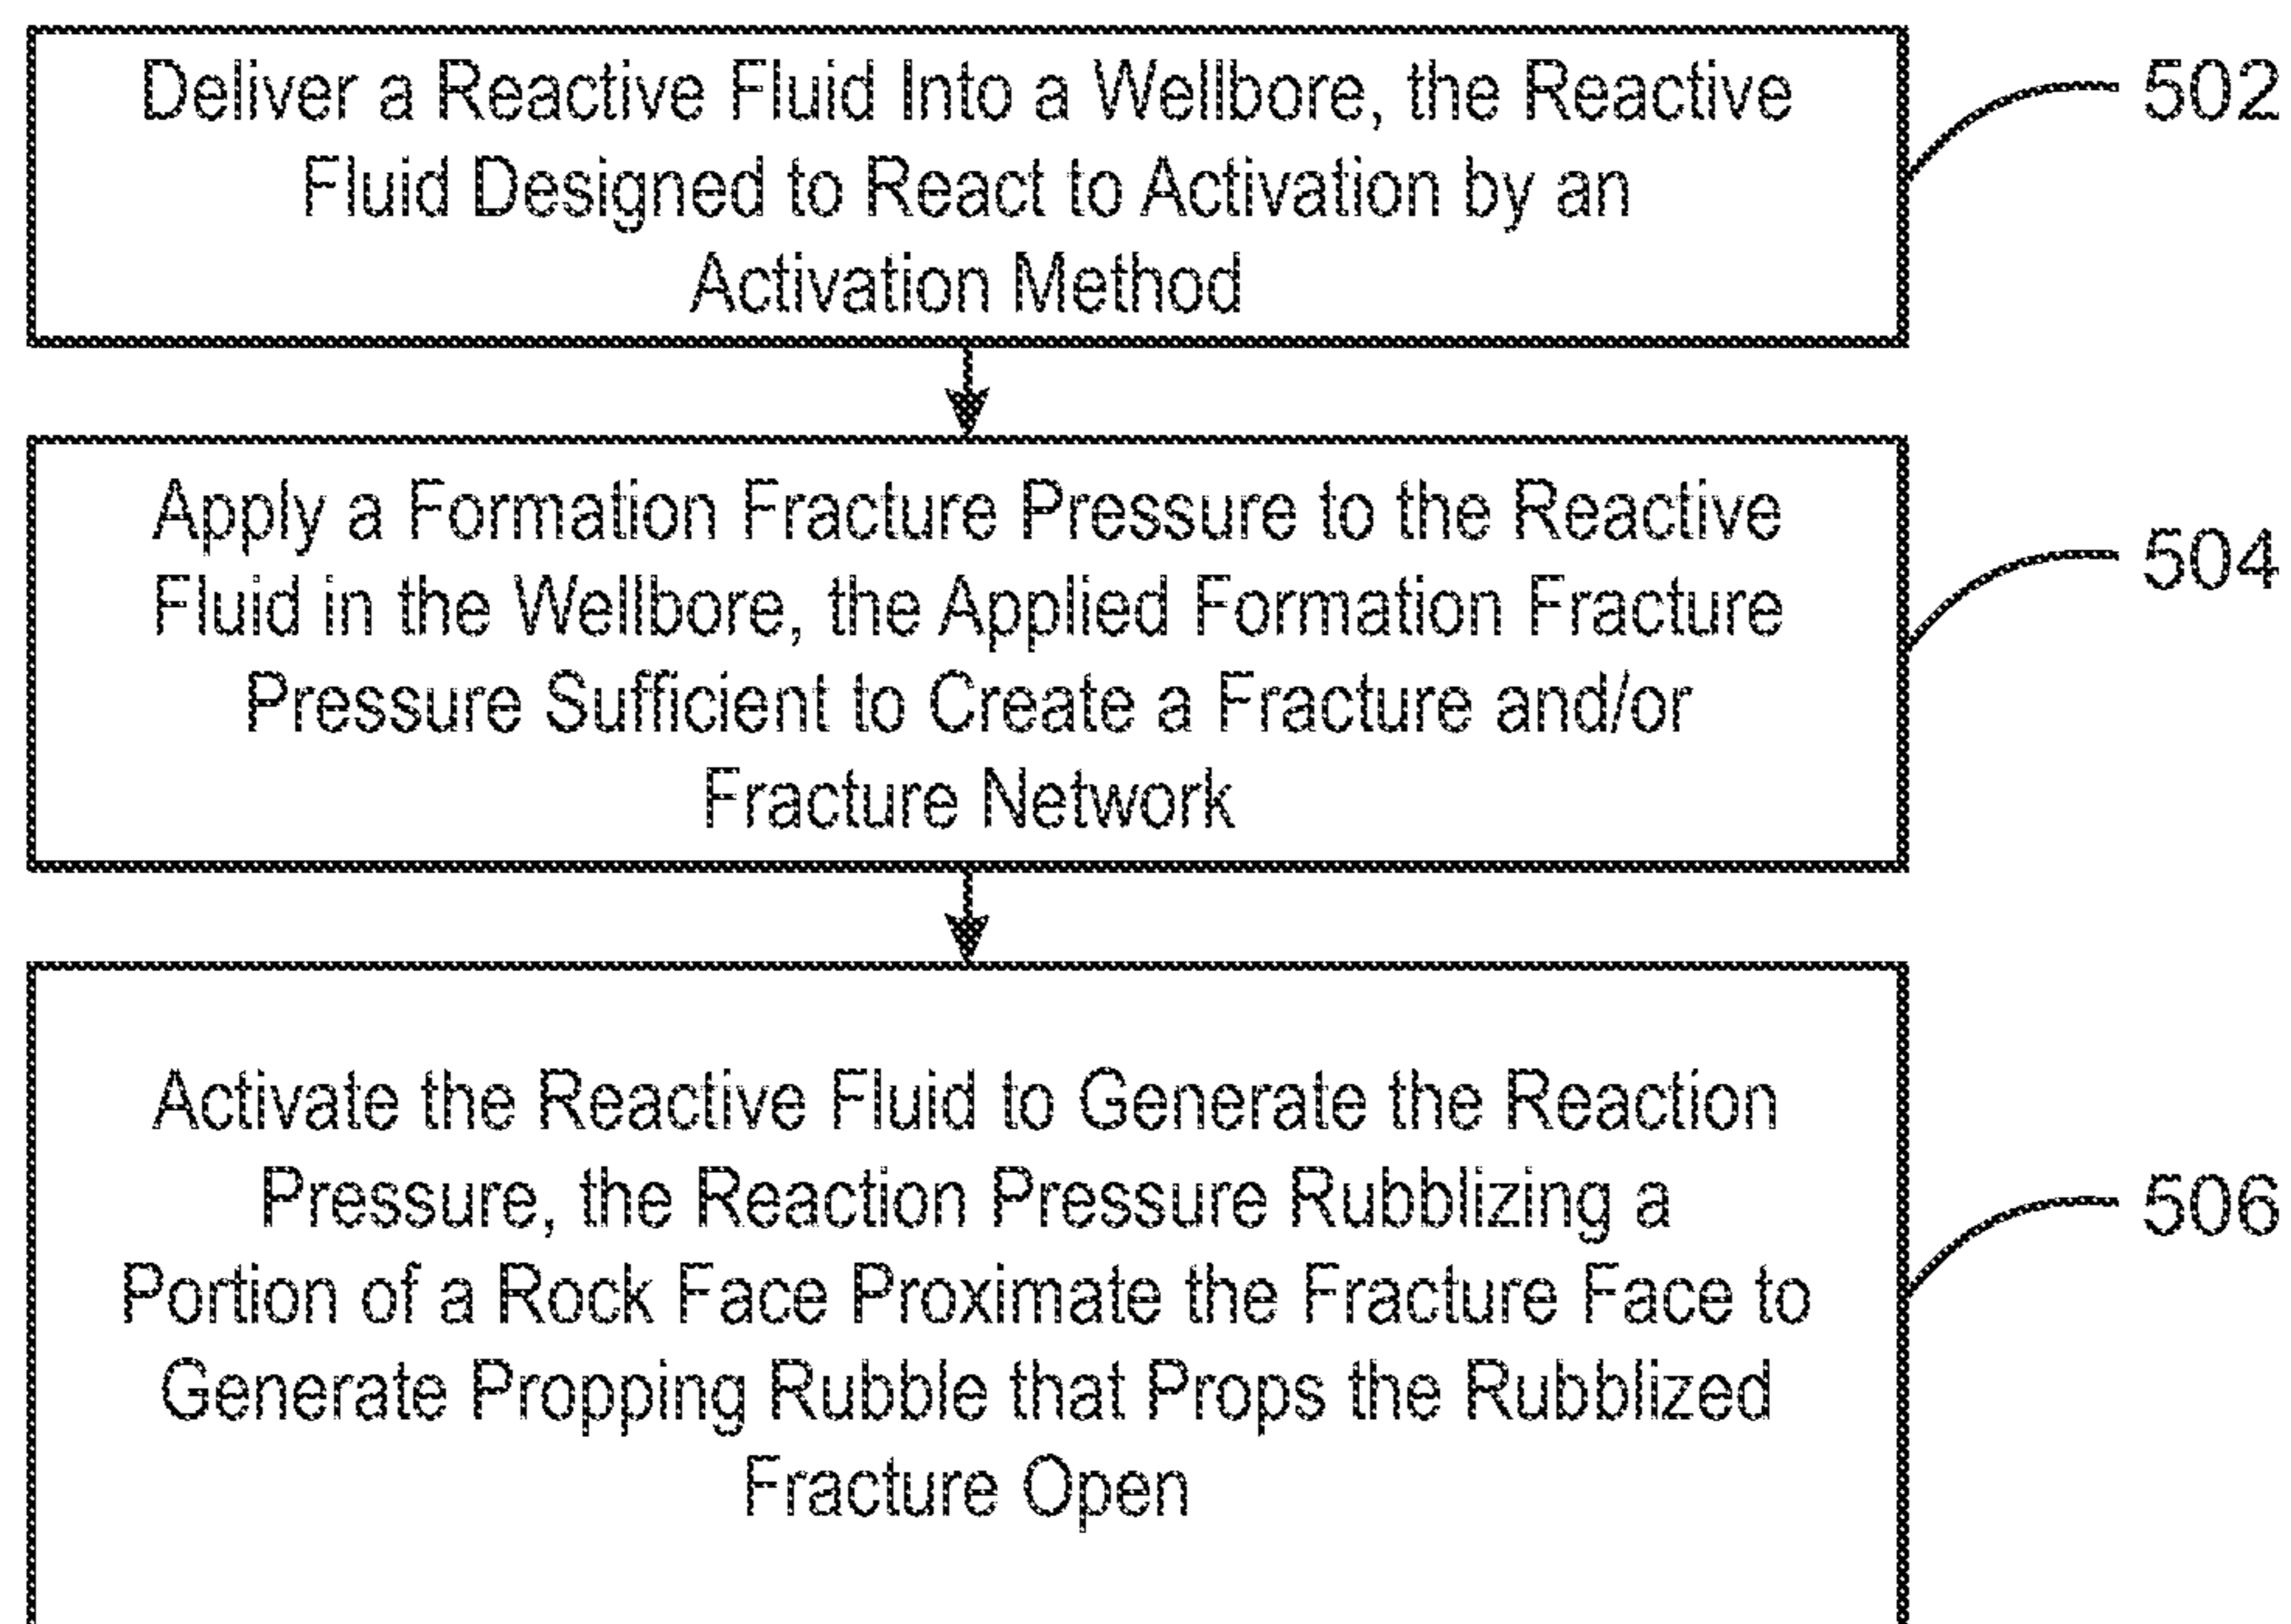 Deliver a Reactive Fluid Into a Wellbore, the Reactive
Fluid Designed to React to Activation by an
Activation Method
502
Apply a Formation Fracture Pressure to the Reactive
Fluid in the Wellbore, the Applied Formation Fracture
Pressure Sufficient to Create a Fracture and/or
Fracture Network
504
Activate the Reactive Fluid to Generate the Reaction
Pressure, the Reaction Pressure Rubblizing a
Portion of a Rock Face Proximate the Fracture Face to
Generate Propping Rubble that Props the Rubblized
Fracture Open
506